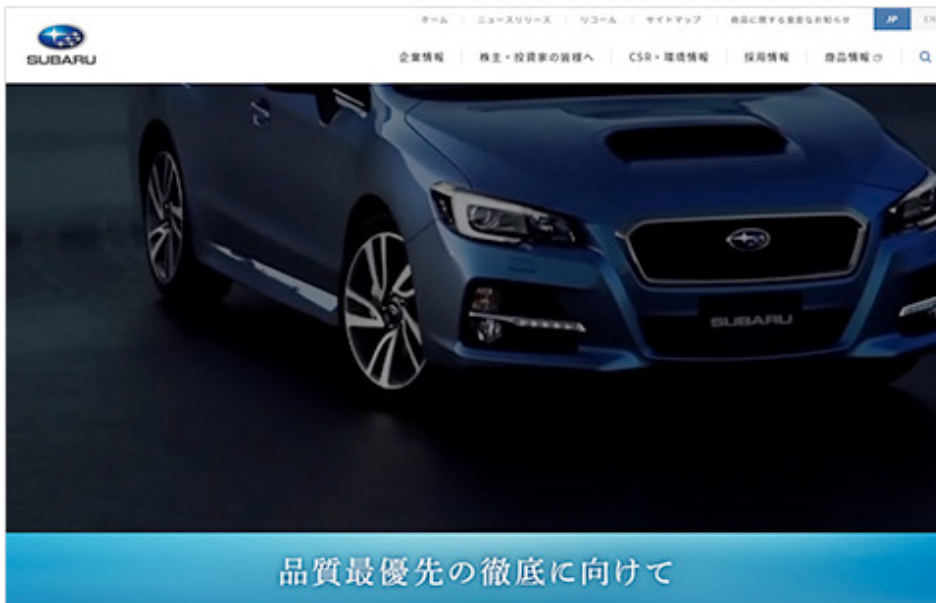 ホーム ニュースリリース リコール サイトマップ 商品に関する重要なお知らせ JP EN
SUBARU
企業情報 株主・投資家の皆様へ CSR・環境情報 採用情報 商品情報
SUBARU
品質最優先の徹底に向けて